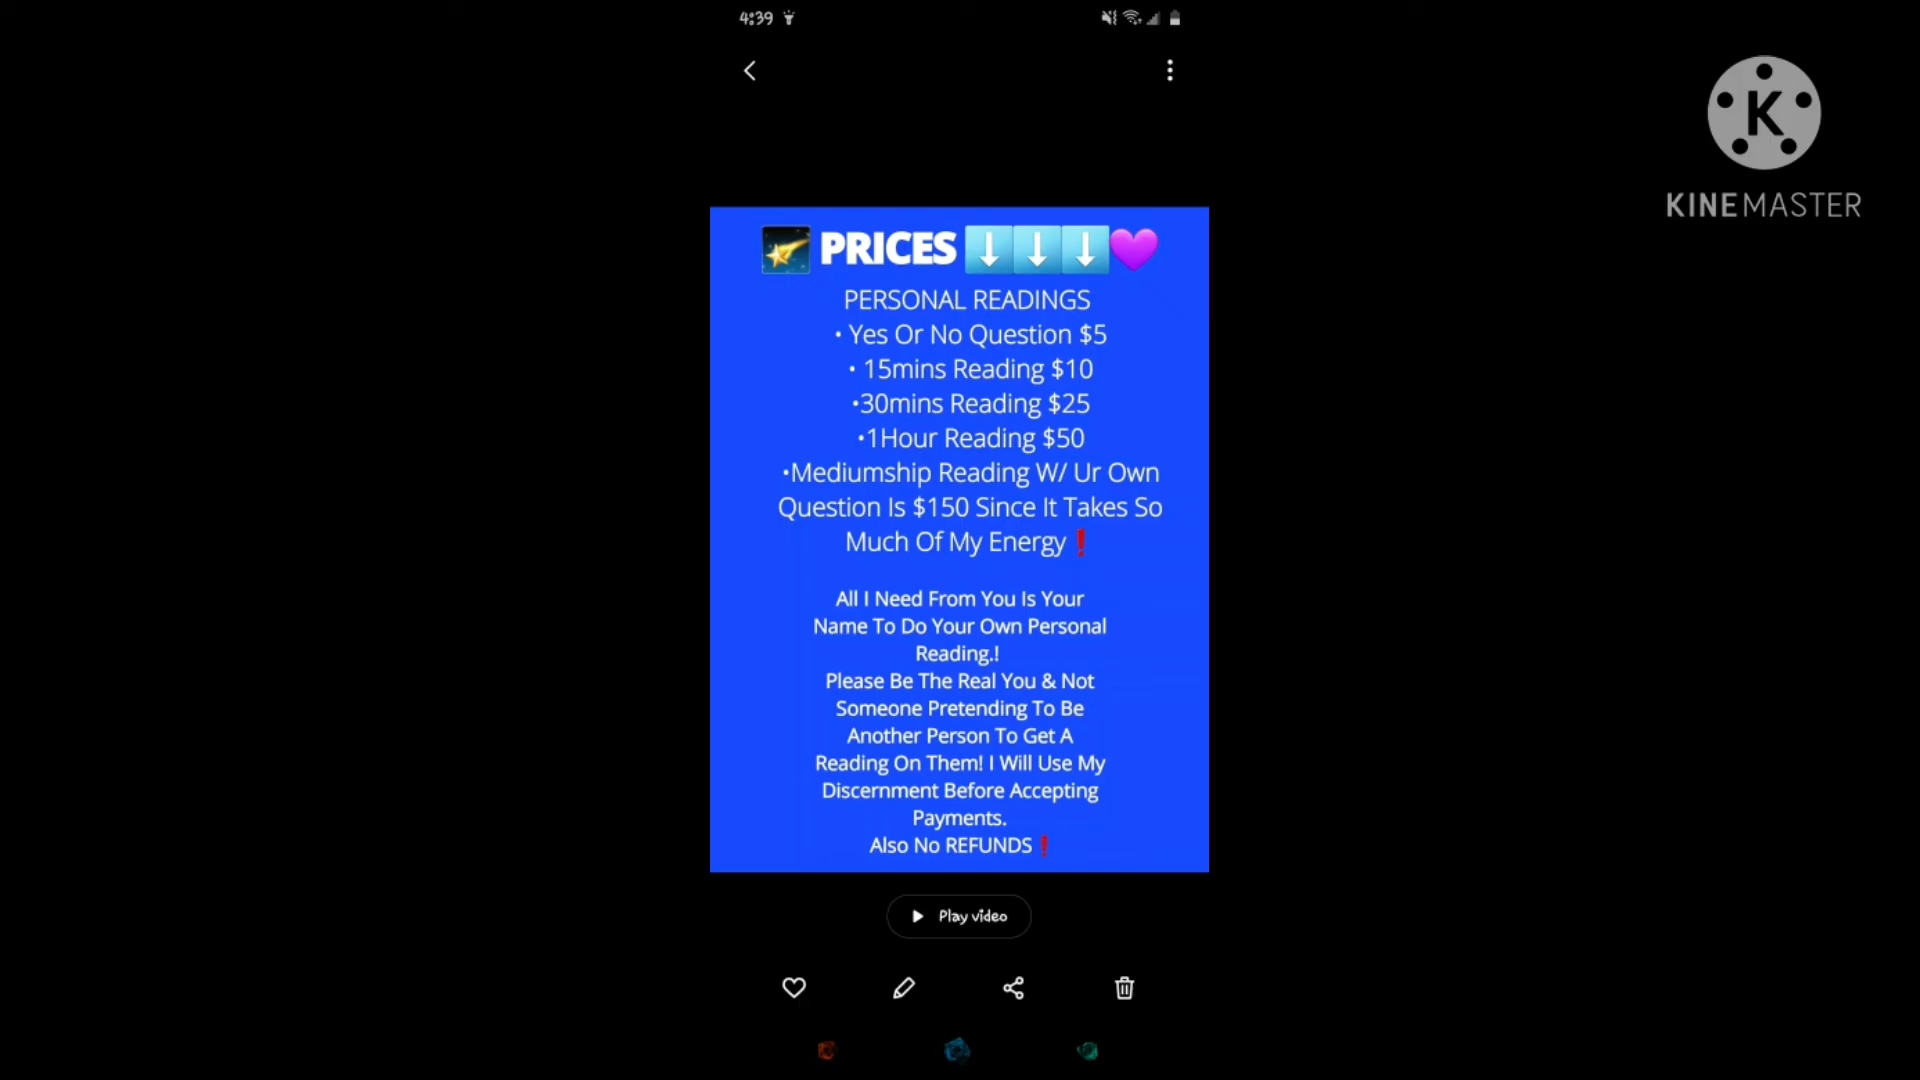 4:39
KINEMASTER
PRICES
PERSONAL READINGS
• Yes Or No Question $5
• 15mins Reading $10
•30mins Reading $25
•1Hour Reading $50
•Mediumship Reading W/ Ur Own
Question Is $150 Since It Takes So
Much Of My Energy❗
All I Need From You Is Your
Name To Do Your Own Personal
Reading.!
Please Be The Real You & Not
Someone Pretending To Be
Another Person To Get A
Reading On Them! I Will Use My
Discernment Before Accepting
Payments.
Also No REFUNDS❗
Play video